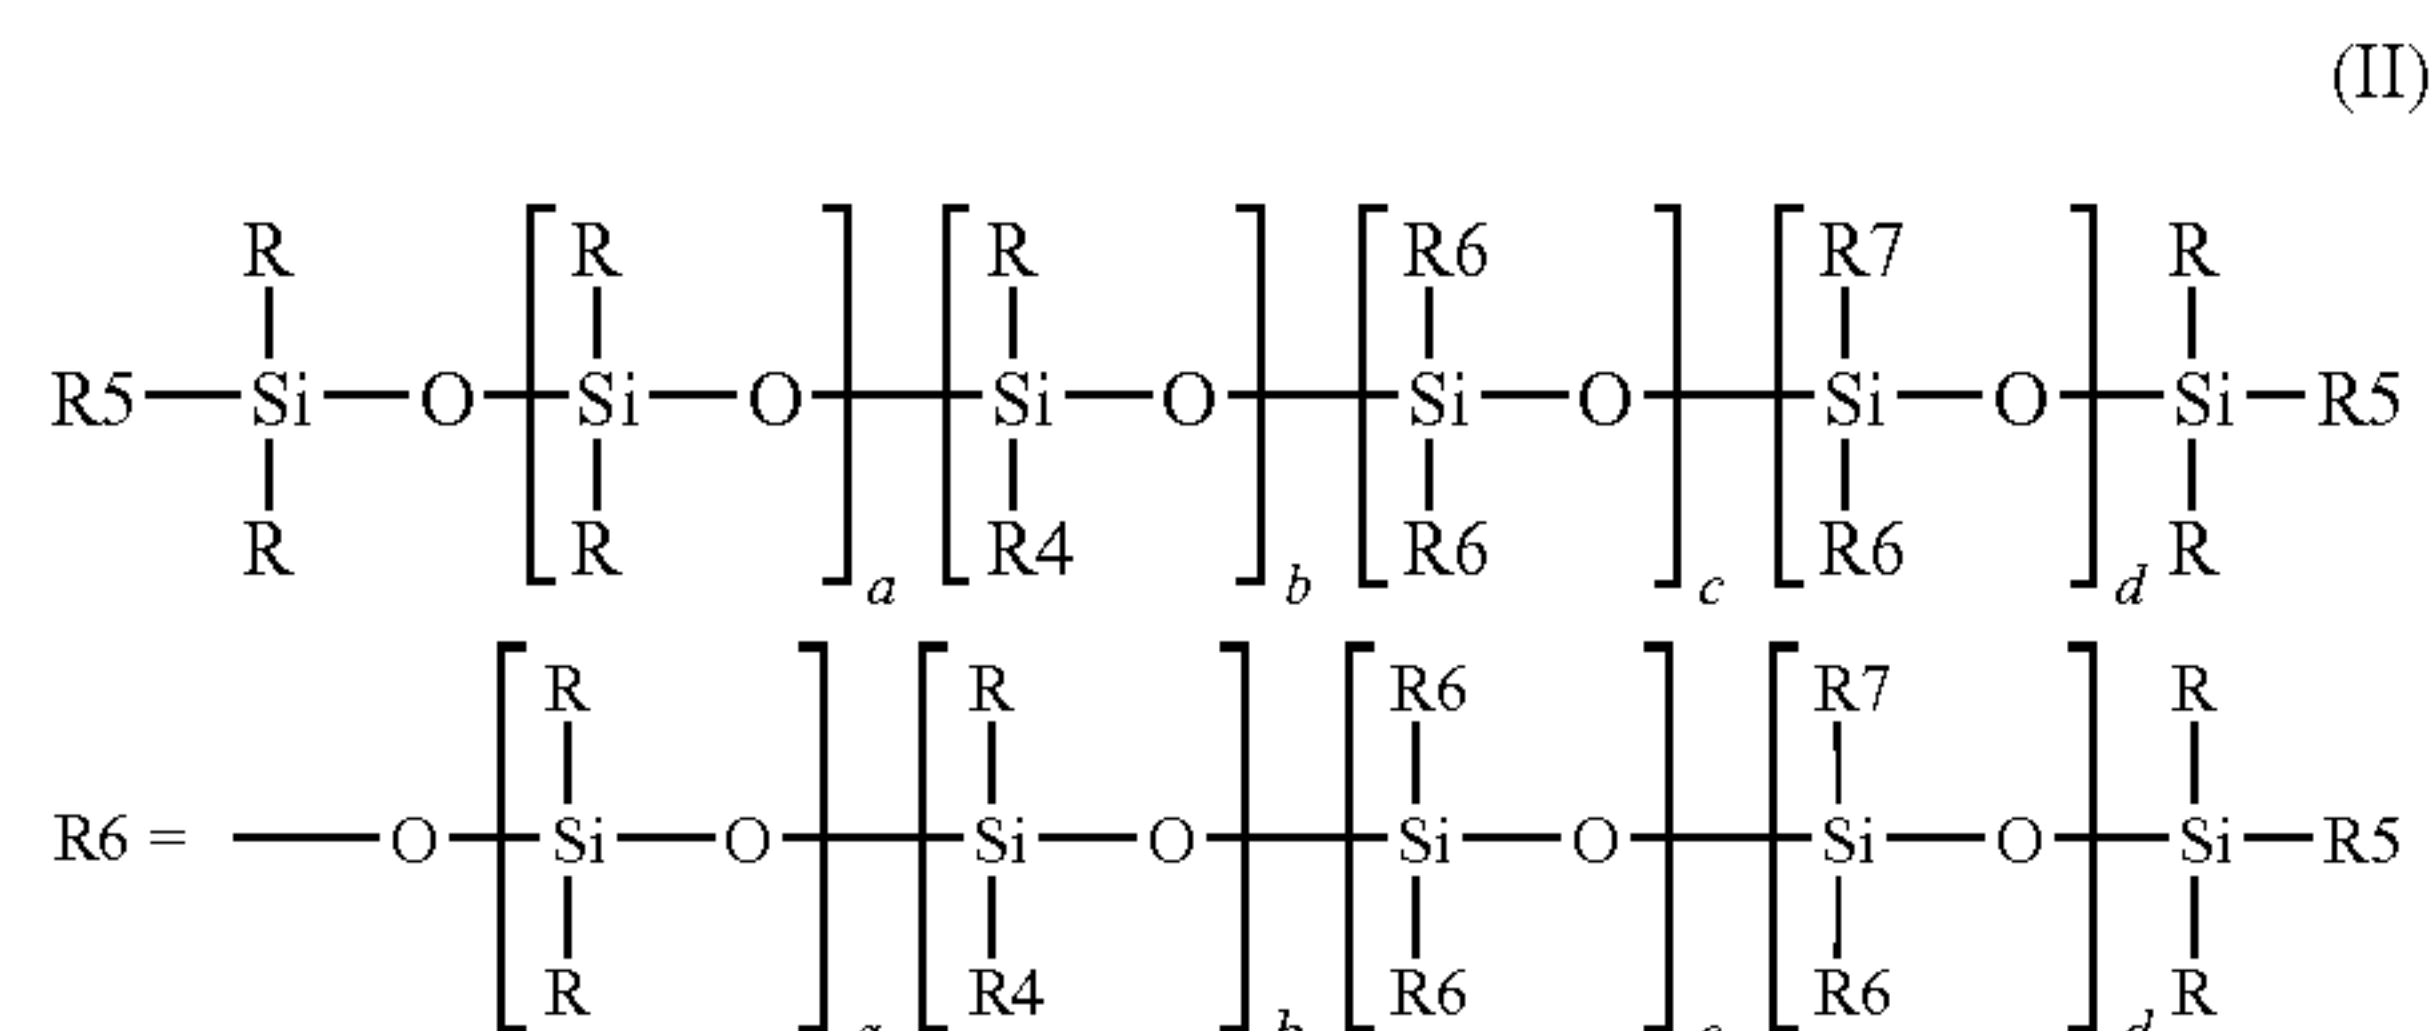 (II)
R R R R6 R7 R
R5 Si O Si O Si O Si O Si O Si R5
R R R4 R6 R6 R
a b c d
R R R6 R7 R
R6 = O Si O Si O Si O Si O Si R5
R R4 R6 R6 R
a b c d